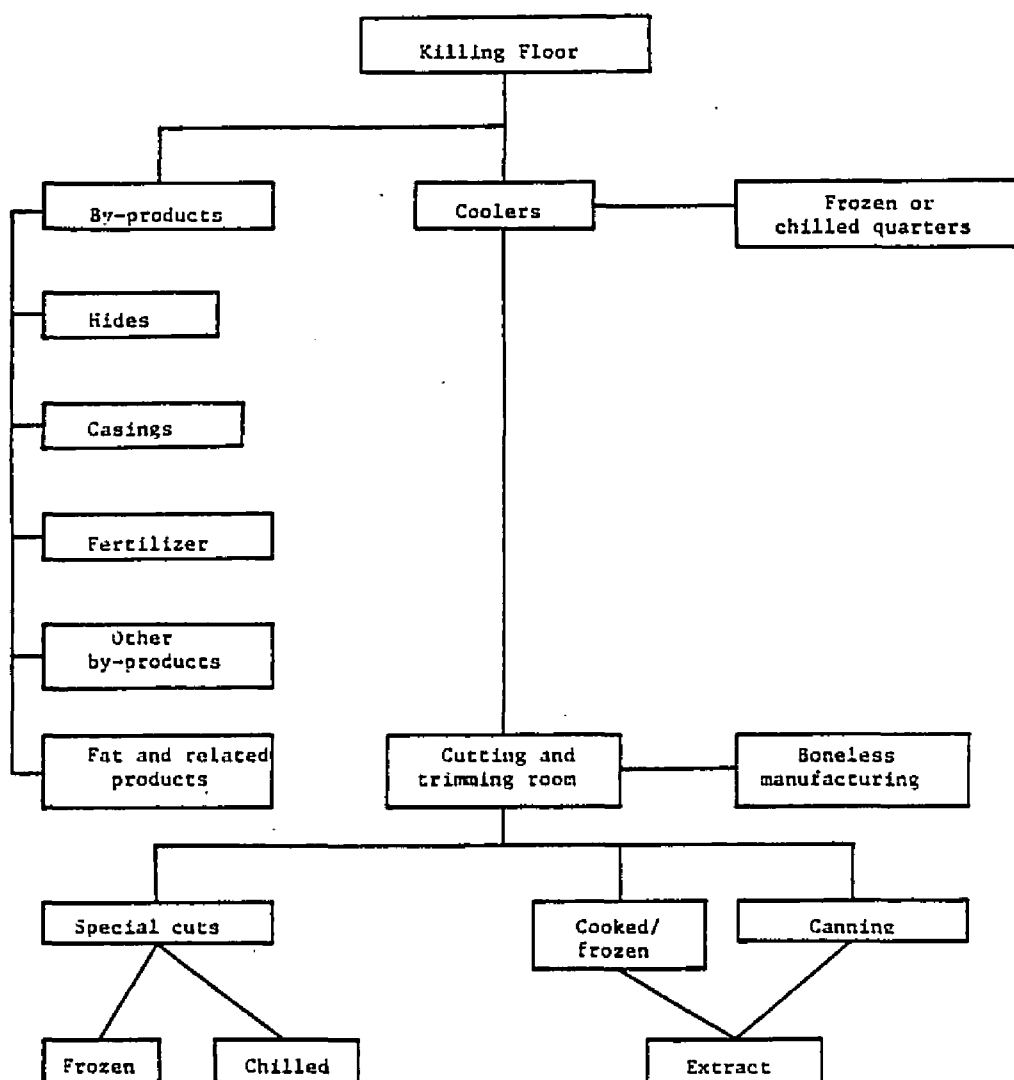 Killing Floor
By-products
Coolers
Frozen or
chilled quarters
Hides
Casings
Fertilizer
Other
by-products
Fat and related
products
Cutting and
trimming room
Boneless
manufacturing
Special cuts
Cooked/
frozen
Canning
Frozen
Chilled
Extract